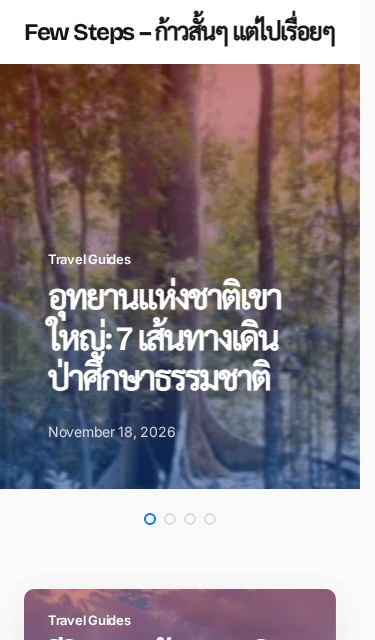 Few Steps – ก้าวสั้นๆ แต่ไปเรื่อยๆ
Travel Guides
อุทยานแห่งชาติเขา
ใหญ่: 7 เส้นทางเดิน
ป่าศึกษาธรรมชาติ
November 18, 2026
Travel Guides